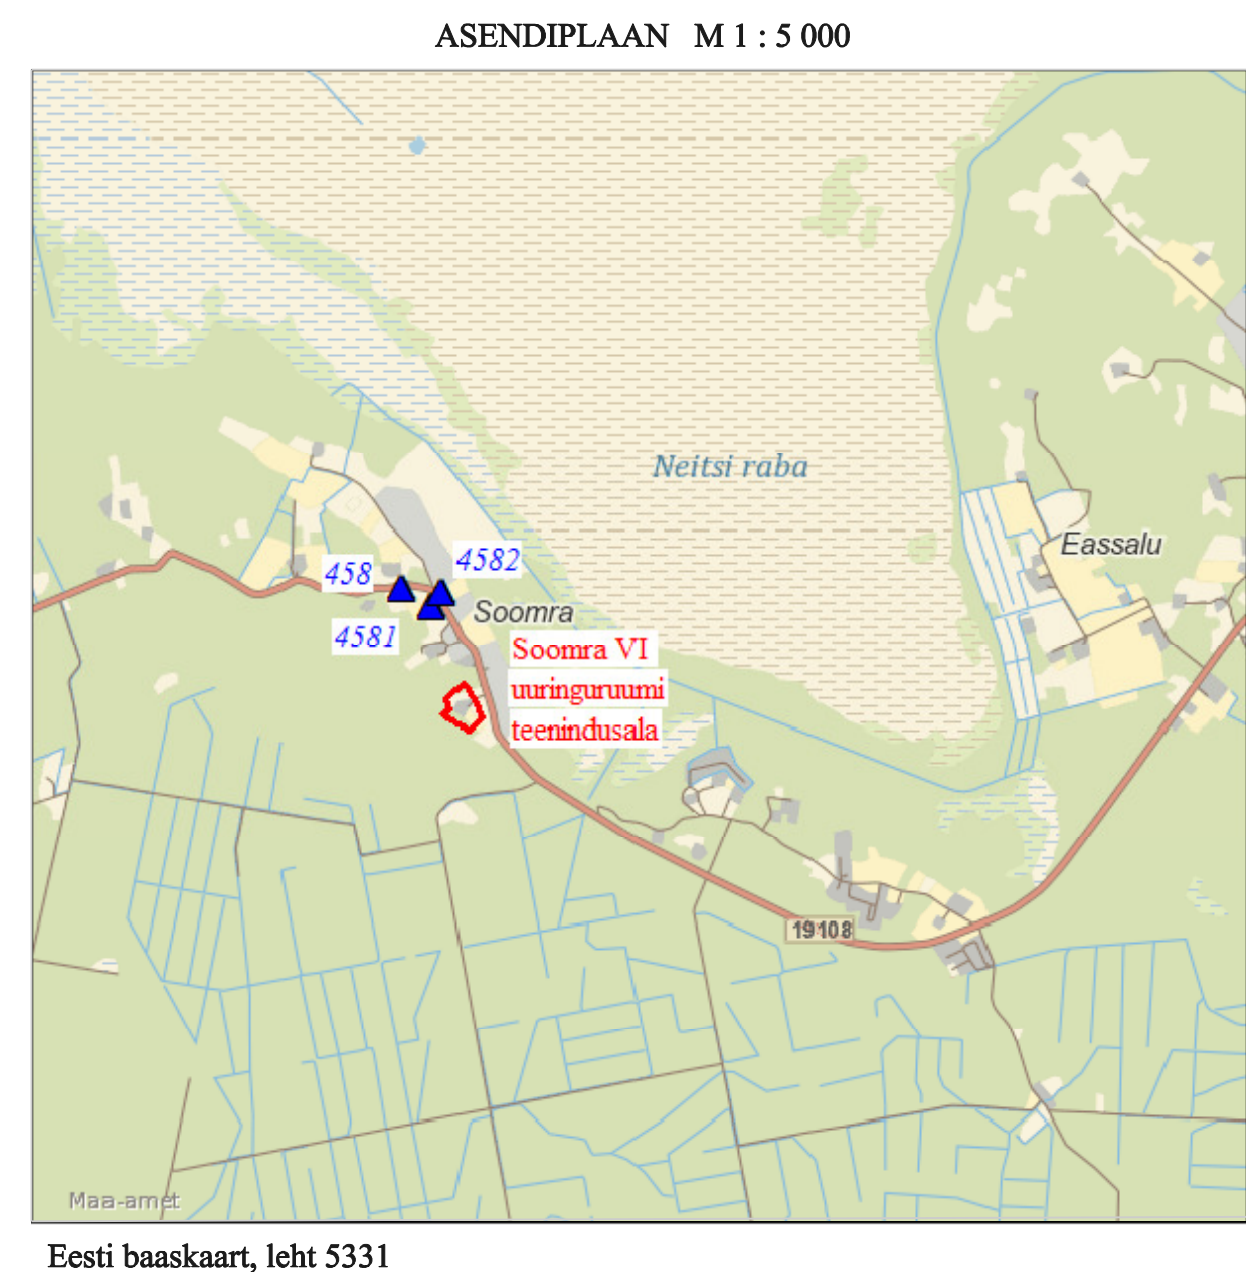 ASENDIPLAAN M 1 : 5 000
Neitsi raba
Eassalu
4582
458
Soomra
4581
Soomra VI
uuringuruumi
teenindusala
19103
Maa-amet
Eesti baaskaart, leht 5331